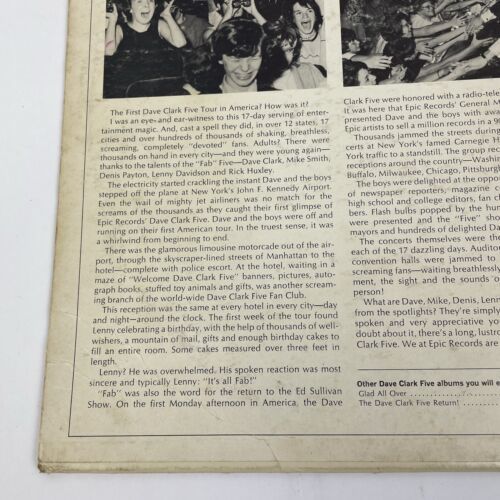 The First Dave Clark Five Tour in America? How was it?
I was an eye- and ear-witness to this 17-day serving of enter-
tainment magic. And, cast a spell they did, in over 12 states, 17
cities and over hundreds of thousands of shaking, breathless,
screaming, completely "devoted" fans. Adults? There were
thousands on hand in every city—and they were young again—
thanks to the talents of the "Fab" Five—Dave Clark, Mike Smith,
Denis Payton, Lenny Davidson and Rick Huxley.
The electricity started crackling the instant Dave and the boys
stepped off the plane at New York's John F. Kennedy Airport.
Even the wail of mighty jet airliners was no match for the
screams of the thousands as they caught their first glimpse of
Epic Records' Dave Clark Five. Dave and the boys were off and
running on their first American tour. In the truest sense, it was
a whirlwind from beginning to end.
There was the glamorous limousine motorcade out of the air-
port, through the skyscraper-lined streets of Manhattan to the
hotel—complete with police escort. At the hotel, waiting in a
maze of "Welcome Dave Clark Five" banners, pictures, auto-
graph books, stuffed toy animals and gifts, was another scream-
ing branch of the world-wide Dave Clark Five Fan Club.
This reception was the same at every hotel in every city—day
and night—around the clock. The first week of the tour found
Lenny celebrating a birthday, with the help of thousands of well-
wishers, a mountain of mail, gifts and enough birthday cakes to
fill an entire room. Some cakes measured over three feet in
length.
Lenny? He was overwhelmed. His spoken reaction was most
sincere and typically Lenny: "It's all Fab!"
"Fab" was also the word for the return to the Ed Sullivan
Show. On the first Monday afternoon in America, the Dave
Clark Five were honored with a radio-tele
It was here that Epic Records' General M
presented Dave and the boys with awa
Epic artists to sell a million records in a 9
Thousands jammed the streets during
certs at New York's famed Carnegie H
York traffic to a standstill. The group rec
receptions around the country—Washin
Buffalo, Milwaukee, Chicago, Pittsburgh
The boys were delighted at the oppor
of newspaper reporters, magazine e
high school and college editors, fan cl
bers. Flash bulbs popped by the hun
were presented and the "Five" sho
mayors and hundreds of delighted Da
The concerts themselves were the
each of the 17 dazzling days. Audito
convention halls were jammed to
screaming fans—waiting breathlessly
ment, the sight and the sounds o
person!
What are Dave, Mike, Denis, Lenny
from the spotlights? They're simply
spoken and very appreciative yo
doubt about it, there's a long, lustro
Clark Five. We at Epic Records are
Other Dave Clark Five albums you will e
Glad All Over
The Dave Clark Five Return!